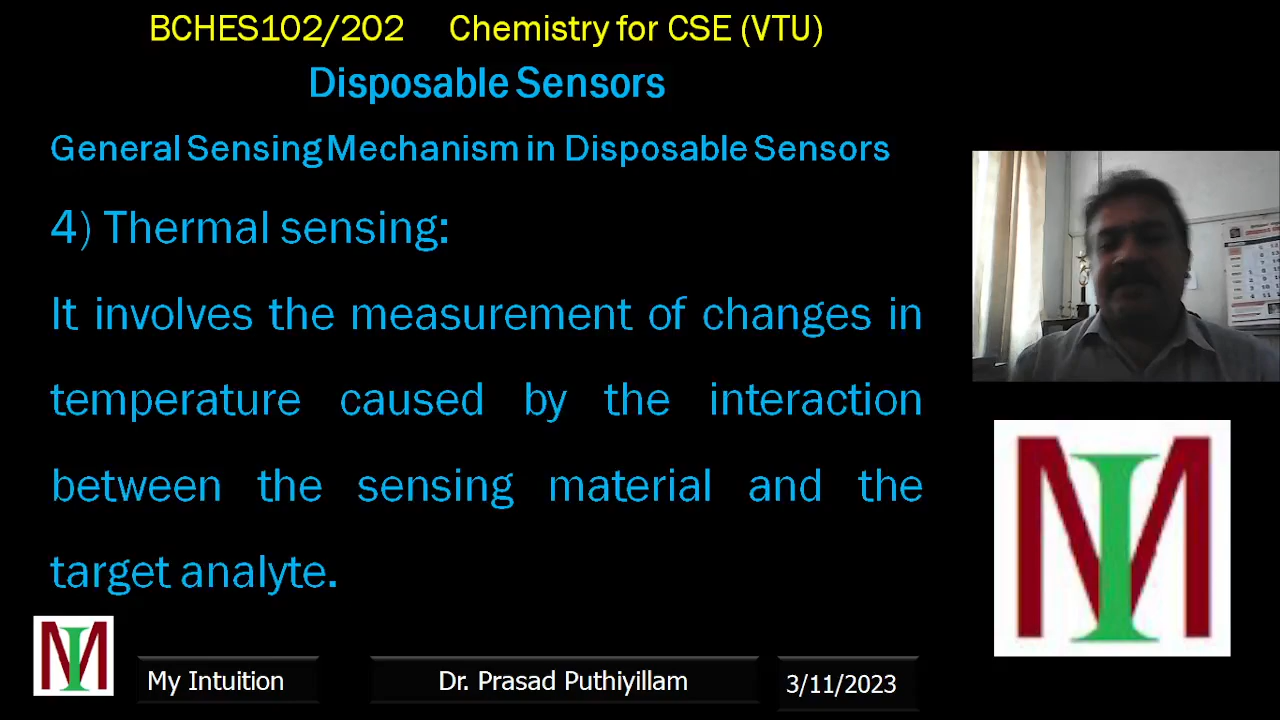 BCHES102/202 Chemistry for CSE (VTU)
Disposable Sensors
General Sensing Mechanism in Disposable Sensors
4) Thermal sensing:
It involves the measurement of changes in
temperature caused by the interaction
between the sensing material and the
target analyte.
MI
MI
My Intuition
Dr. Prasad Puthiyillam
3/11/2023